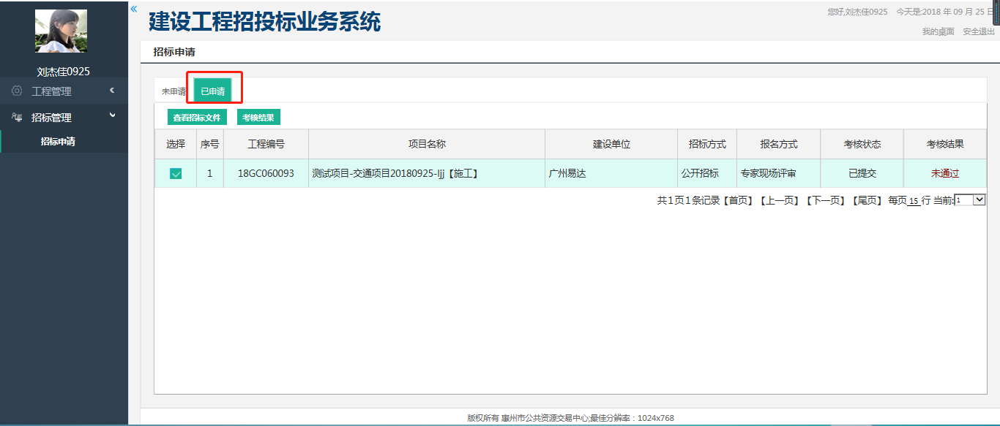 建设工程招投标业务系统
您好,刘杰佳0925 今天是:2018 年 09 月 25 日
我的桌面 安全退出
刘杰佳0925
工程管理
招标管理
招标申请
招标申请
未申请 已申请
查看招标文件 考核结果
选择 序号 工程编号 项目名称 建设单位 招标方式 报名方式 考核状态 考核结果
1 18GC060093 测试项目-交通项目20180925-ljj【施工】 广州易达 公开招标 专家现场评审 已提交 未通过
共1页1条记录【首页】【上一页】【下一页】【尾页】 每页 15 行 当前:1
版权所有 惠州市公共资源交易中心;最佳分辨率：1024x768